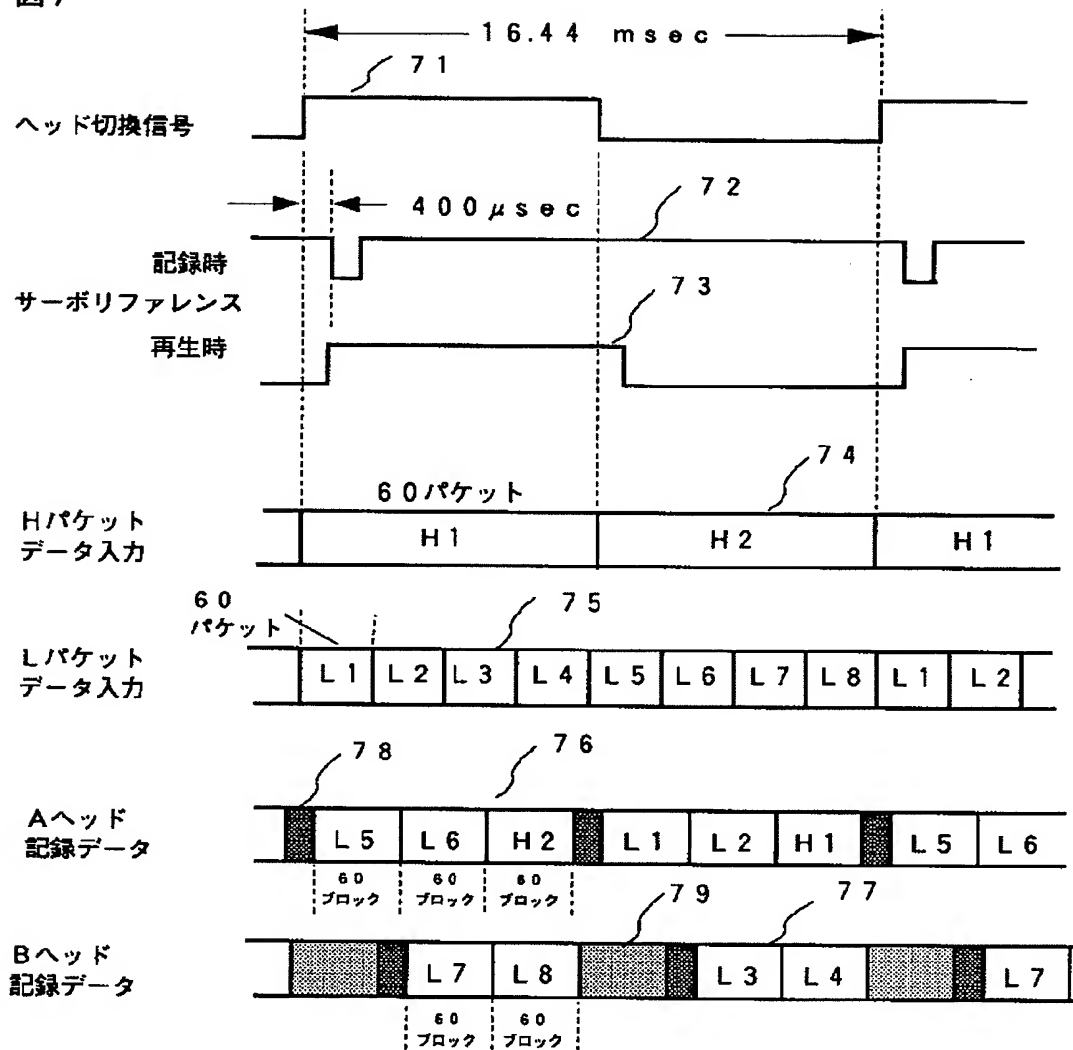 図7
16.44 msec
71
ヘッド切換信号
400μsec
72
記録時
サーボリファレンス
73
再生時
74
60パケット
Hパケット
データ入力
H1 H2 H1
60
パケット
75
Lパケット
データ入力
L1 L2 L3 L4 L5 L6 L7 L8 L1 L2
78
76
Aヘッド
記録データ
L5 L6 H2 L1 L2 H1 L5 L6
60 60 60
ブロック ブロック ブロック
79
77
Bヘッド
記録データ
L7 L8 L3 L4 L7
60 60
ブロック ブロック